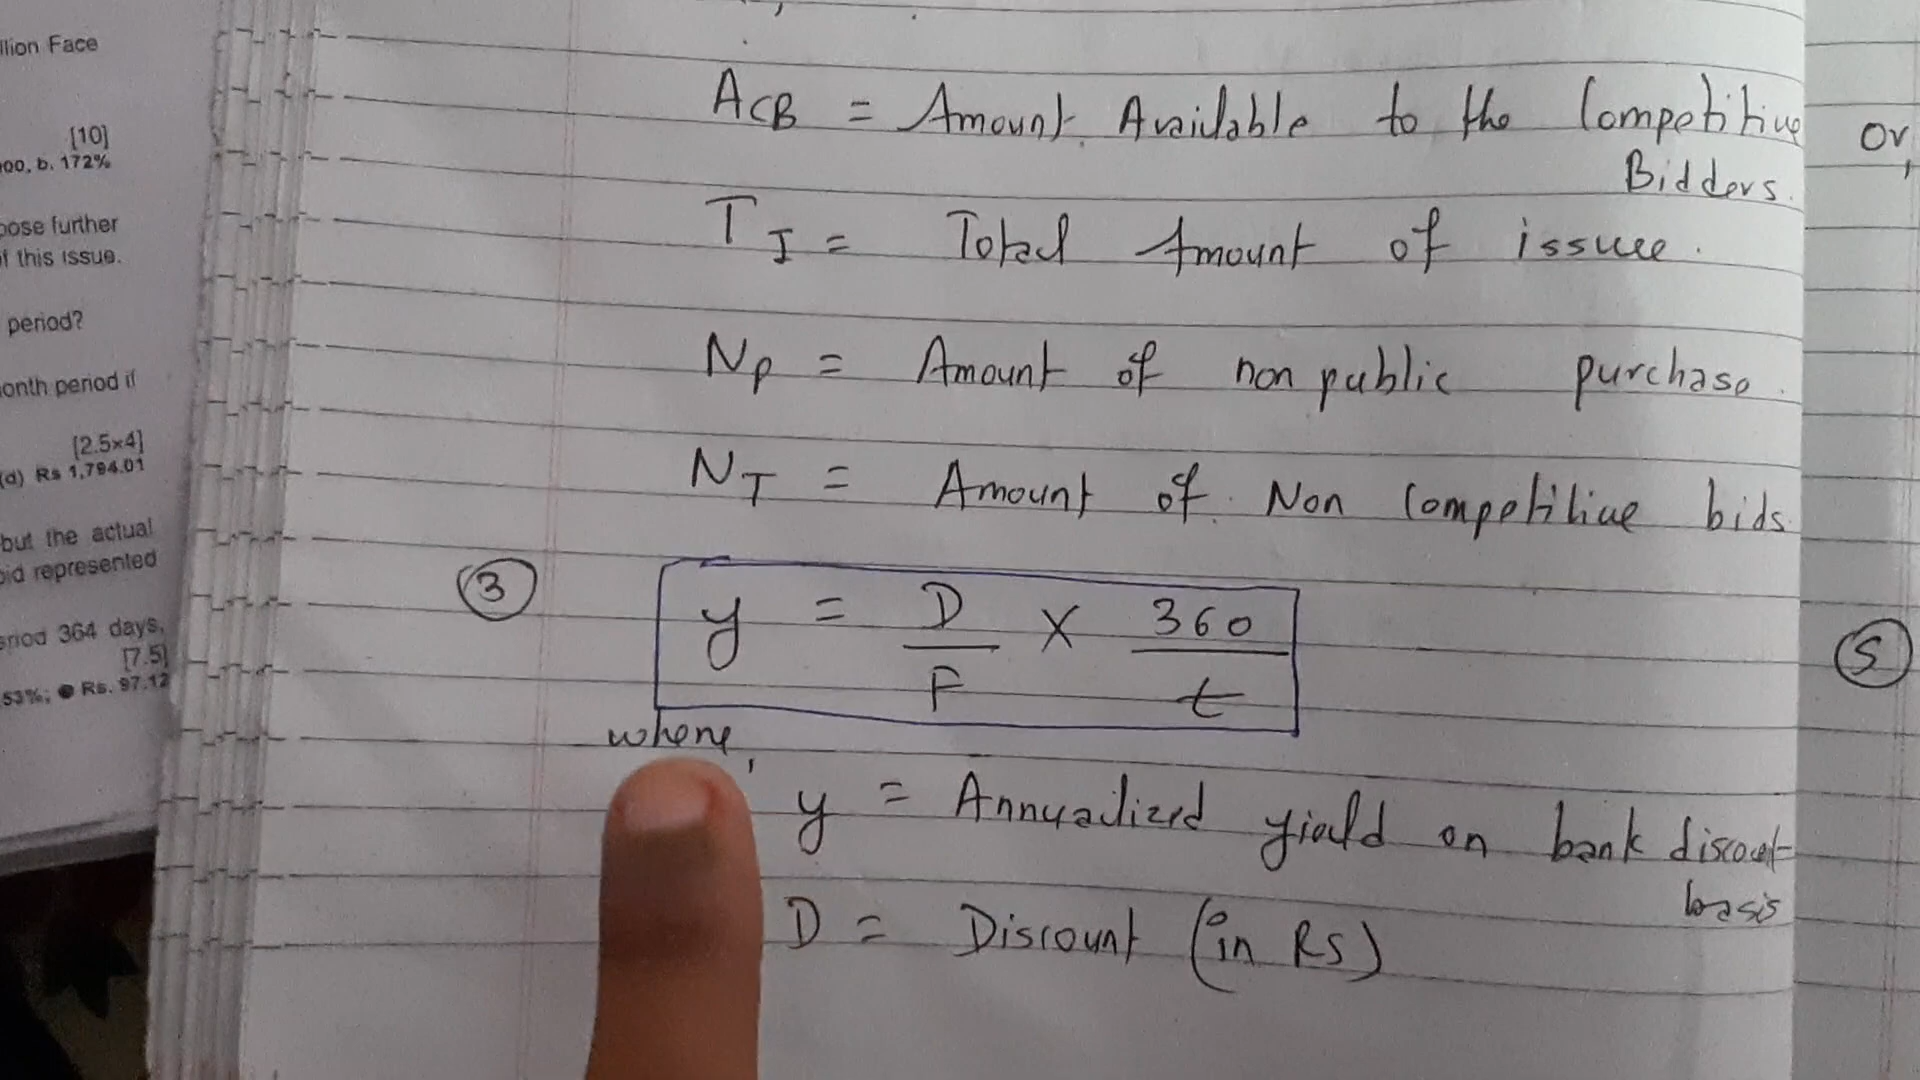 llion Face
[10]
00, b. 172%
pose further
f this issue.
period?
onth period if
[2.5×4]
(d) Rs 1,794.01
but the actual
bid represented
eriod 364 days,
[7.5]
53%; Rs. 97.12
ACB = Amount Available to the Competitive
Bidders.
TI = Total Amount of issue.
Np = Amount of non public purchase.
NT = Amount of Non Competitive bids.
③ y = D/F × 360/t
where,
y = Annualized yield on bank discount
basis
D = Discount (in Rs)
or,
⑤